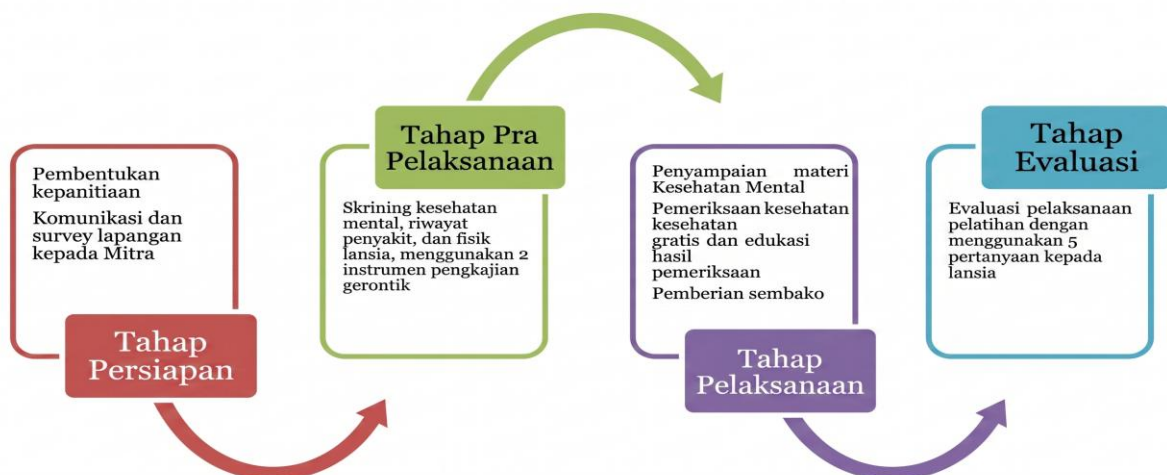 Pembentukan
kepanitiaan
Komunikasi dan
survey lapangan
kepada Mitra
Tahap
Persiapan
Tahap Pra
Pelaksanaan
Skrining kesehatan
mental, riwayat
penyakit, dan fisik
lansia, menggunakan 2
instrumen pengkajian
gerontik
Penyampaian materi
Kesehatan Mental
Pemeriksaan kesehatan
kesehatan
gratis dan edukasi
hasil
pemeriksaan
Pemberian sembako
Tahap
Pelaksanaan
Tahap
Evaluasi
Evaluasi pelaksanaan
pelatihan dengan
menggunakan 5
pertanyaan kepada
lansia